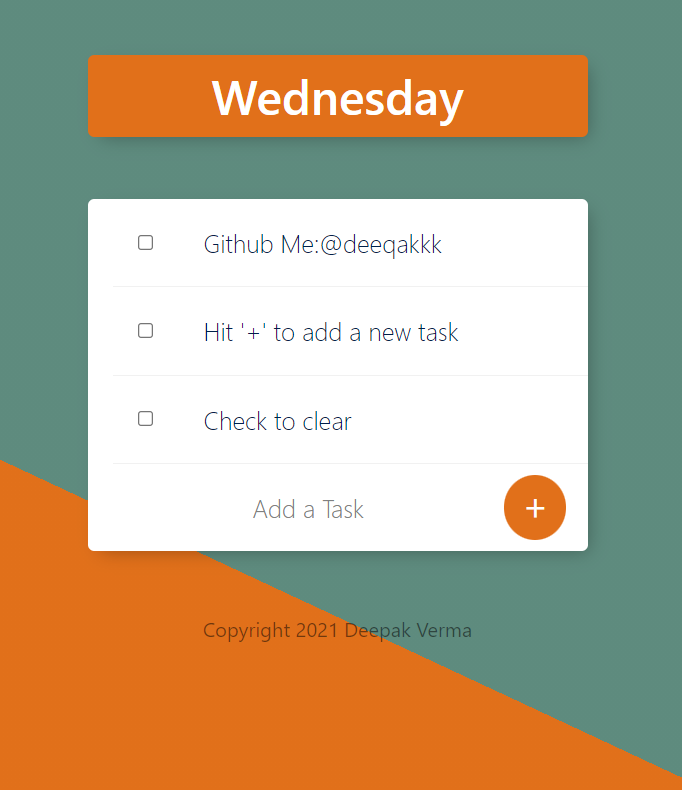 Wednesday
Github Me:@deeqakkk
Hit '+' to add a new task
Check to clear
Add a Task
+
Copyright 2021 Deepak Verma